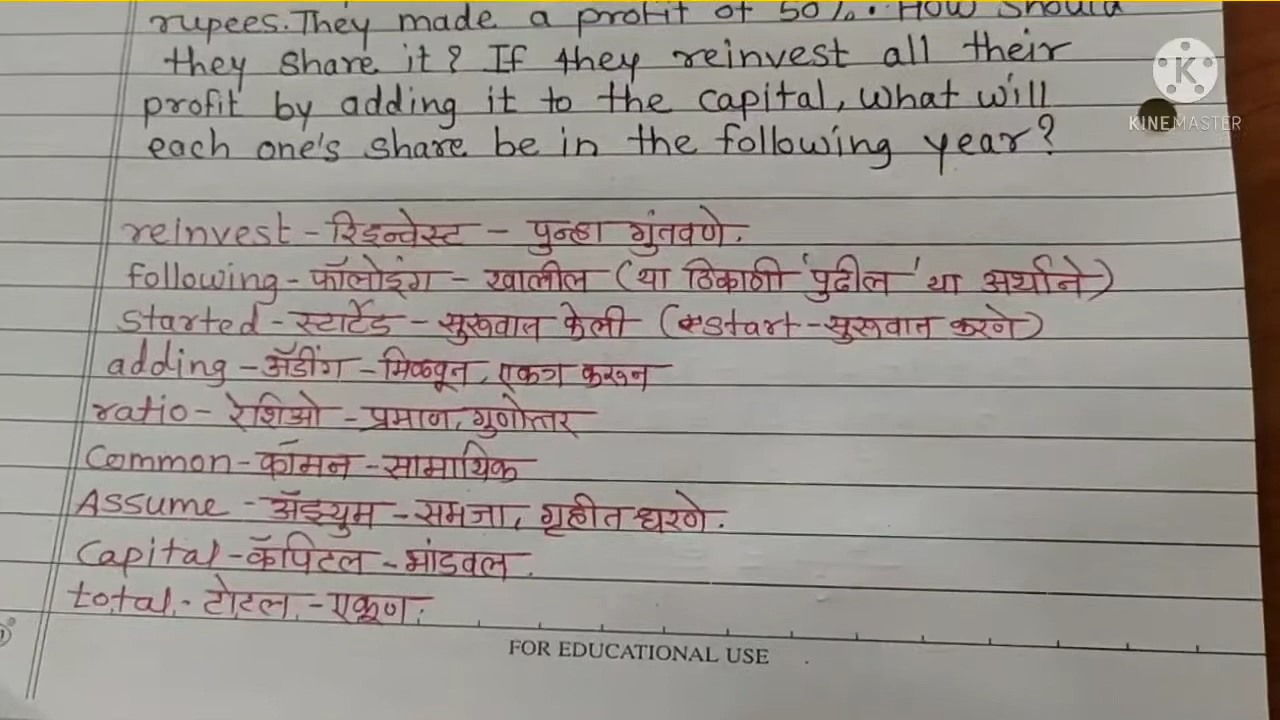 rupees. They made a profit of 50%. How should
they share it? If they reinvest all their
profit by adding it to the capital, what will
each one's share be in the following year?
reinvest - रिइन्वेस्ट - पुन्हा गुंतवणे.
following - फॉलोइंग - खालील (या ठिकाणी 'पुढील' या अर्थाने)
started - स्टार्टेड - सुरूवात केली (start - सुरूवात करणे)
adding - ॲडींग - मिळवून, एकत्र करून
ratio - रेशिओ - प्रमाण, गुणोत्तर
Common - कॉमन - सामायिक
Assume - ॲझ्युम - समजा, गृहीत धरणे.
Capital - कॅपिटल - भांडवल.
total - टोटल - एकूण.
FOR EDUCATIONAL USE
KINEMASTER